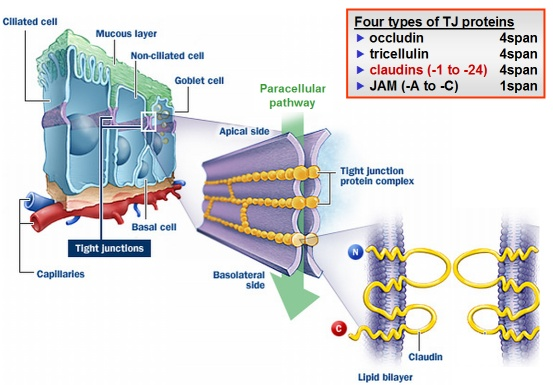 Four types of TJ proteins
▶ occludin 4span
▶ tricellulin 4span
▶ claudins (-1 to -24) 4span
▶ JAM (-A to -C) 1span
Ciliated cell
Mucous layer
Non-ciliated cell
Goblet cell
Paracellular
pathway
Apical side
Tight junction
protein complex
Basal cell
Tight junctions
Capillaries
Basolateral
side
N
C
Claudin
Lipid bilayer